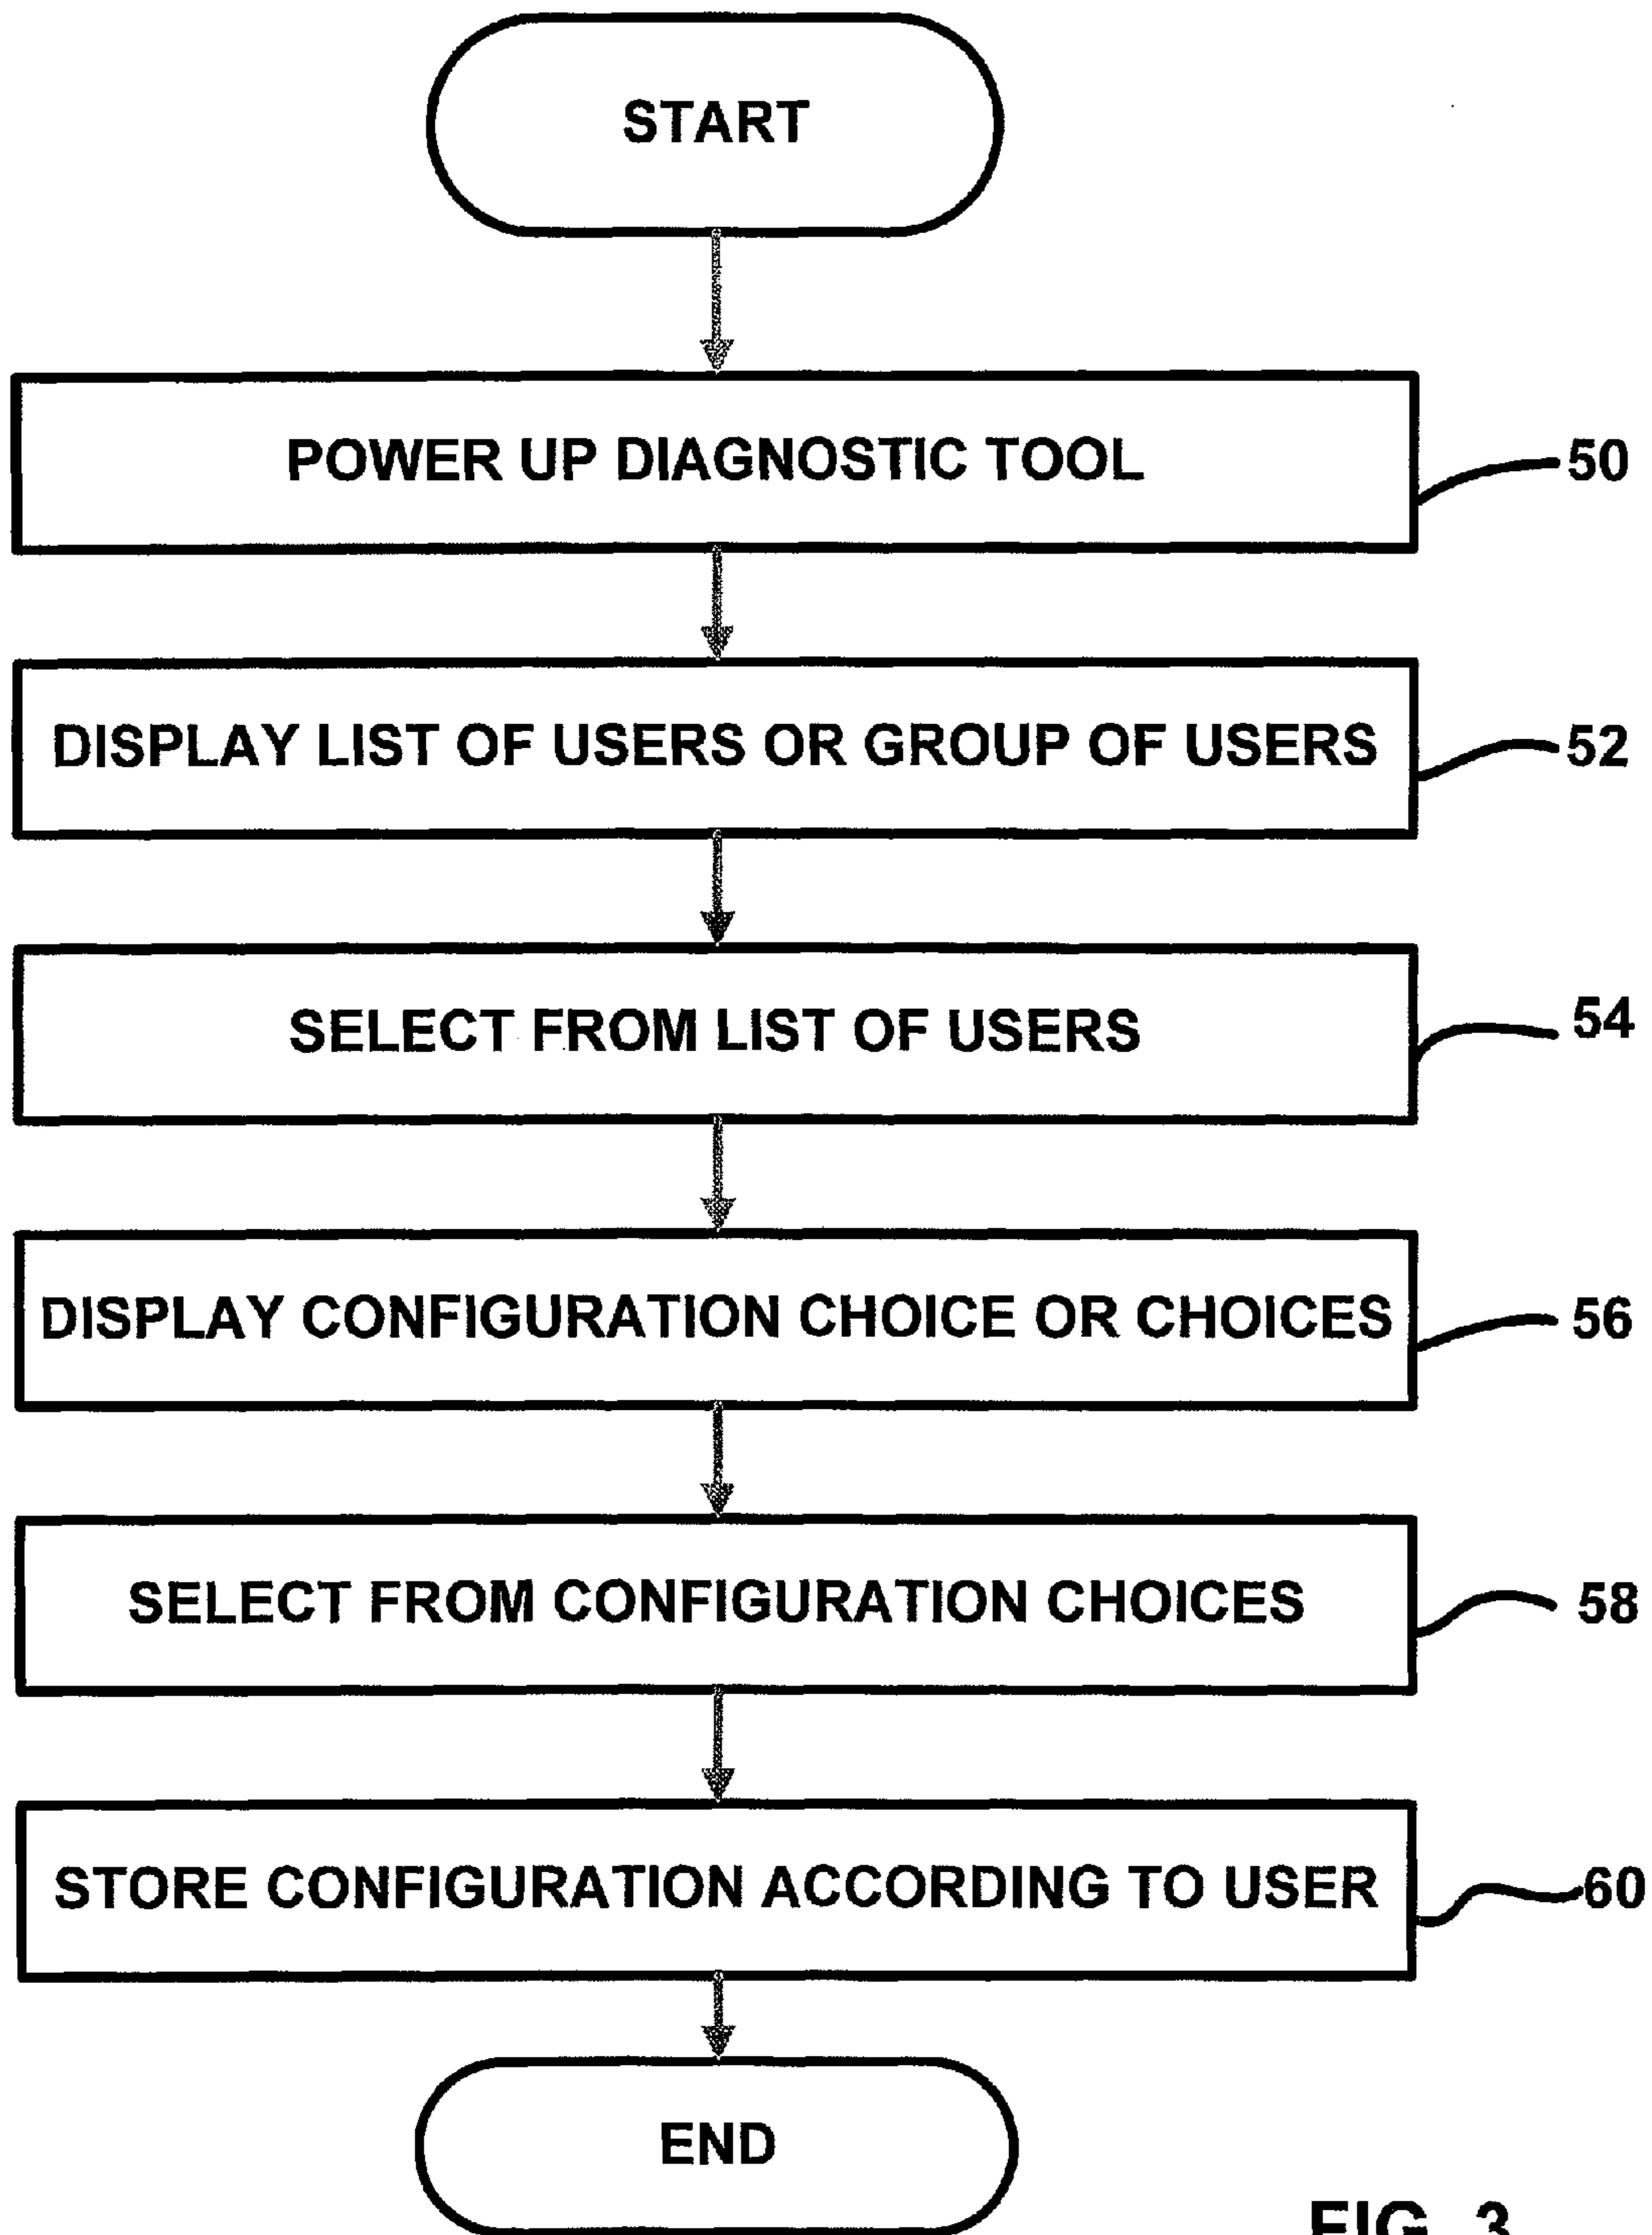 START
POWER UP DIAGNOSTIC TOOL
50
DISPLAY LIST OF USERS OR GROUP OF USERS
52
SELECT FROM LIST OF USERS
54
DISPLAY CONFIGURATION CHOICE OR CHOICES
56
SELECT FROM CONFIGURATION CHOICES
58
STORE CONFIGURATION ACCORDING TO USER
60
END
FIG. 3